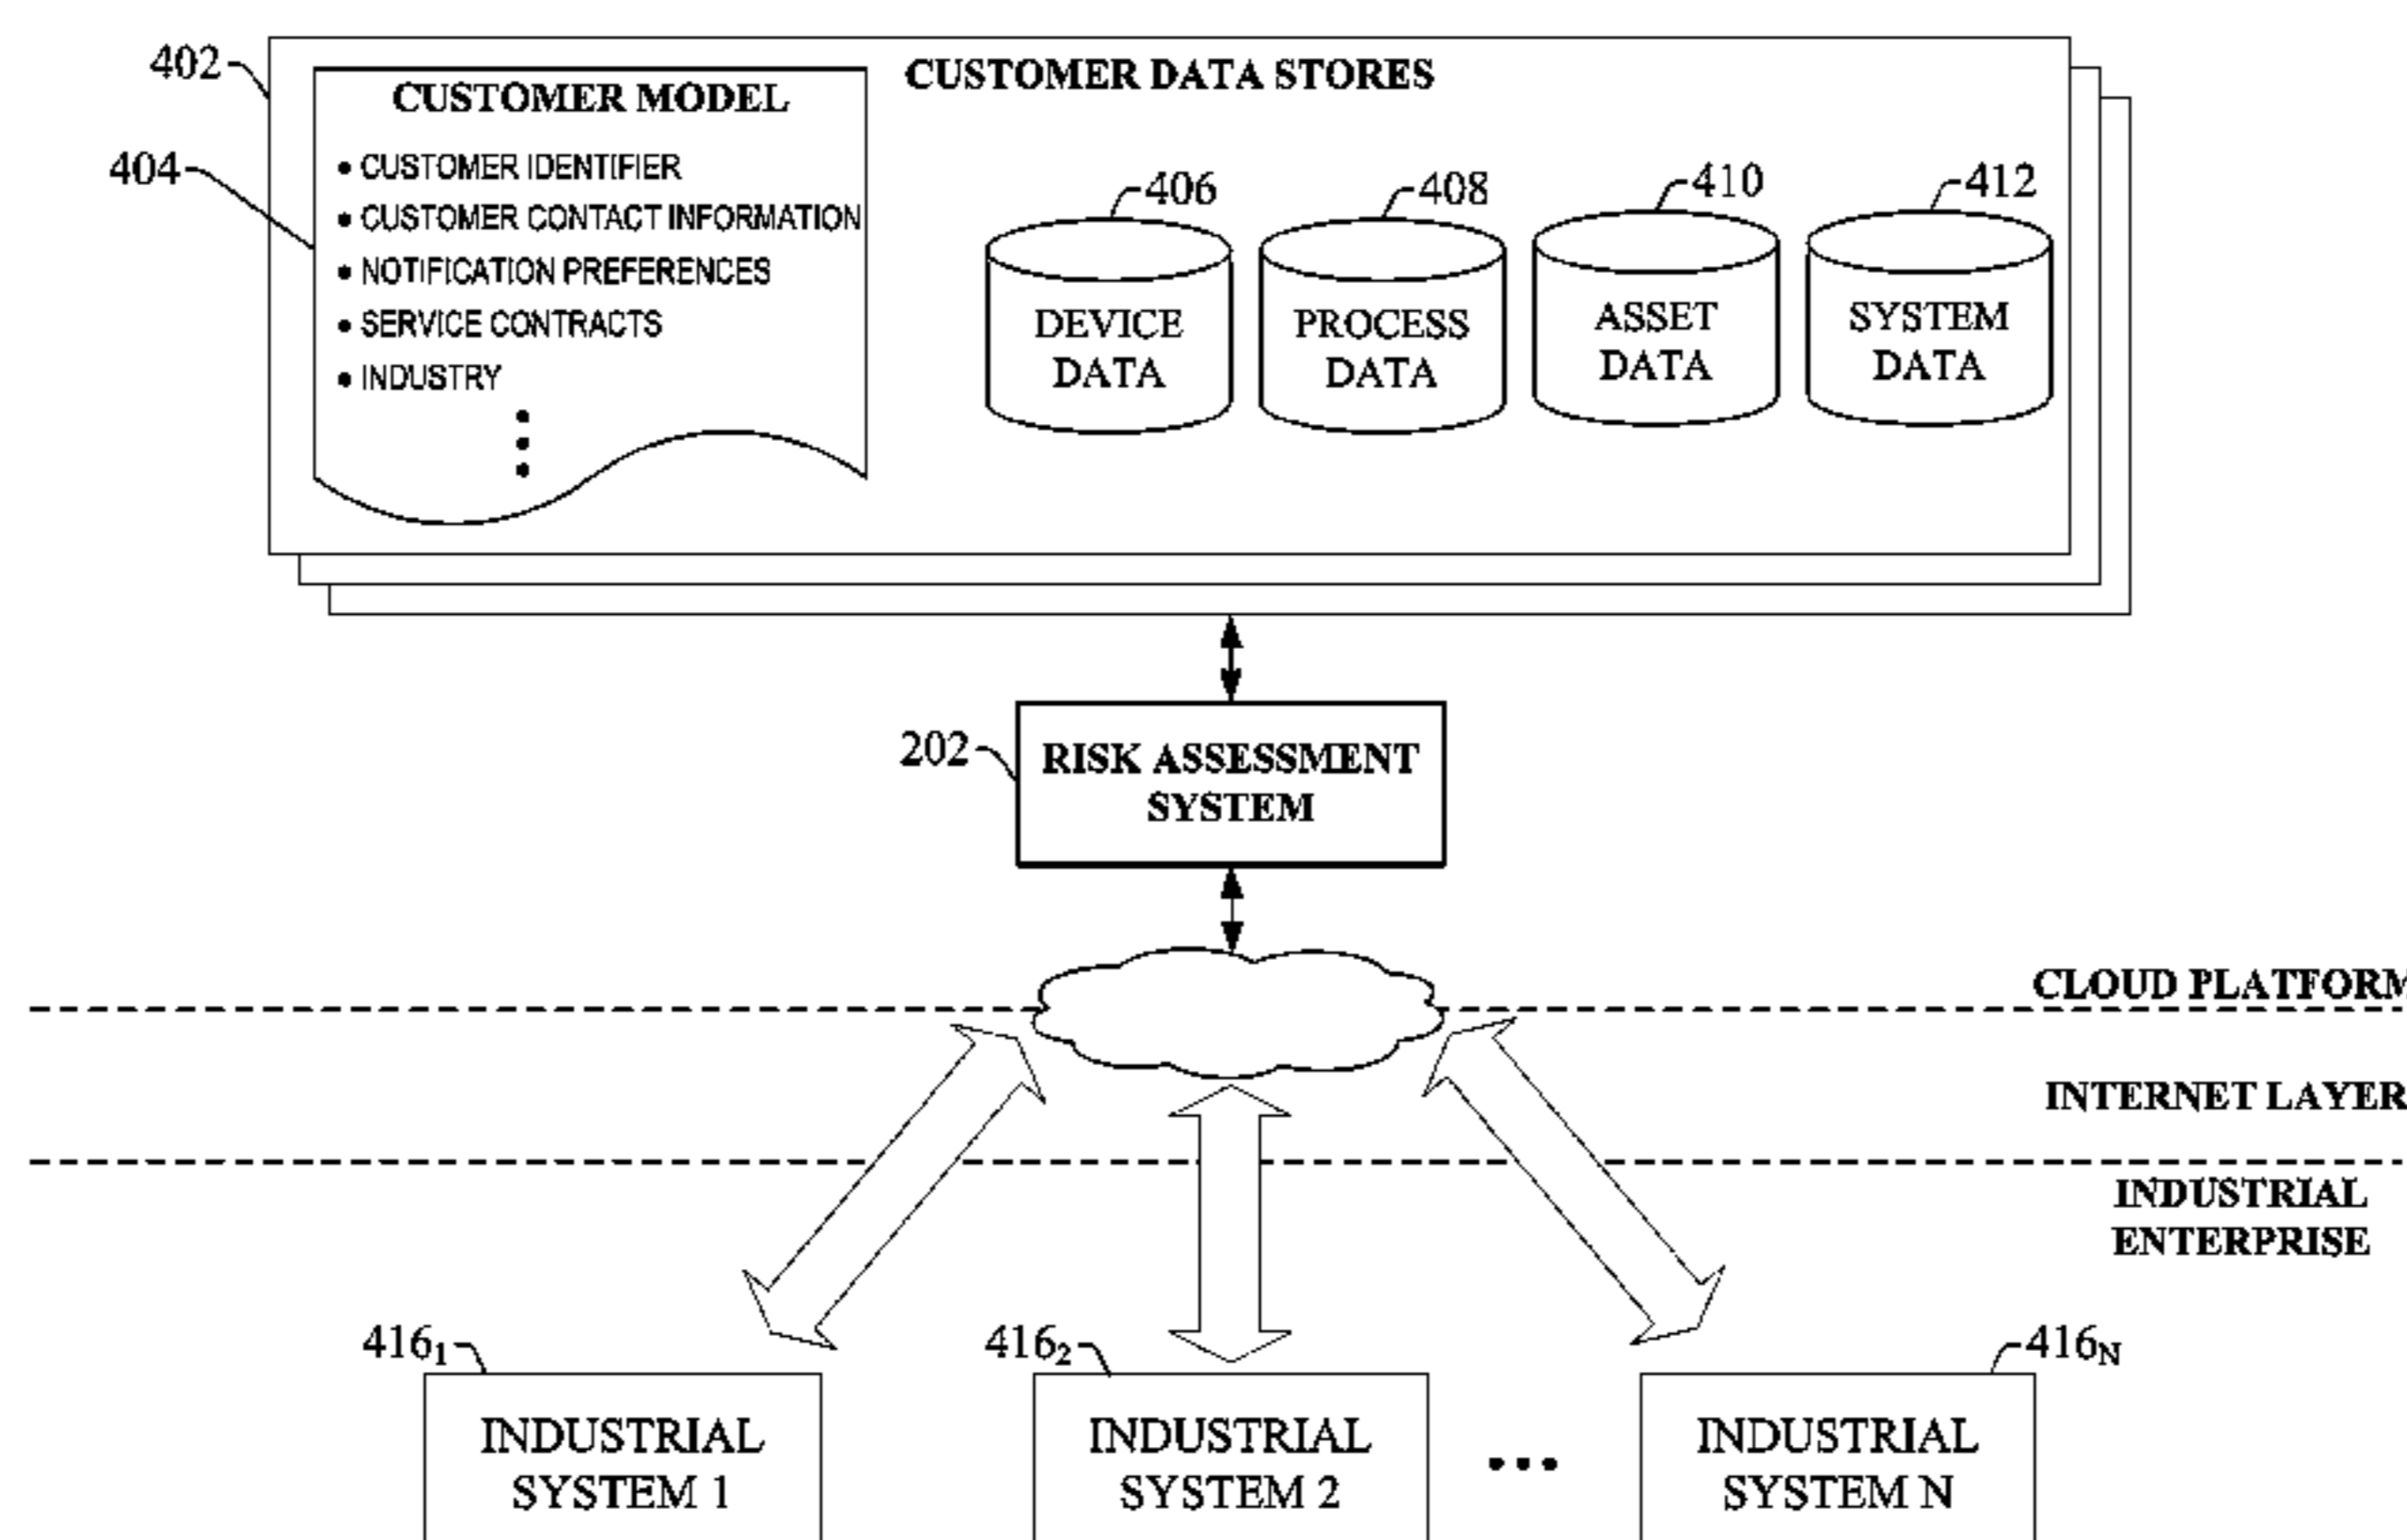 402
CUSTOMER DATA STORES
CUSTOMER MODEL
404
• CUSTOMER IDENTIFIER
• CUSTOMER CONTACT INFORMATION
• NOTIFICATION PREFERENCES
• SERVICE CONTRACTS
• INDUSTRY
406
408
410
412
DEVICE
DATA
PROCESS
DATA
ASSET
DATA
SYSTEM
DATA
202
RISK ASSESSMENT
SYSTEM
CLOUD PLATFORM
INTERNET LAYER
INDUSTRIAL
ENTERPRISE
416₁
416₂
416N
INDUSTRIAL
SYSTEM 1
INDUSTRIAL
SYSTEM 2
•••
INDUSTRIAL
SYSTEM N